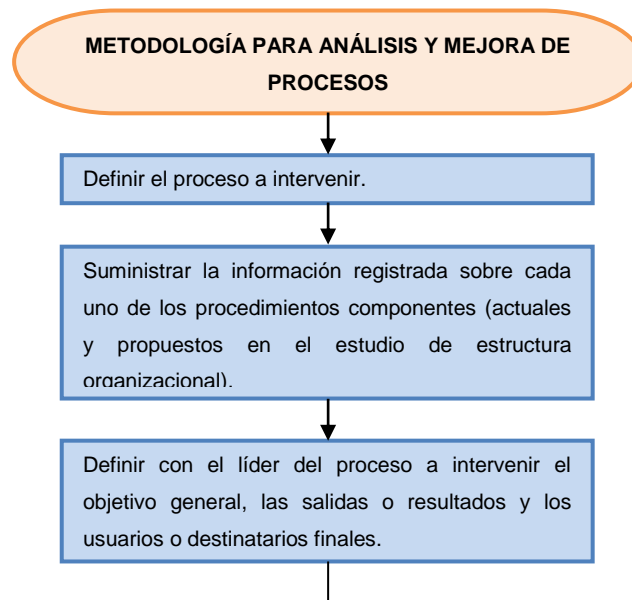 METODOLOGÍA PARA ANÁLISIS Y MEJORA DE
PROCESOS
Definir el proceso a intervenir.
Suministrar la información registrada sobre cada
uno de los procedimientos componentes (actuales
y propuestos en el estudio de estructura
organizacional).
Definir con el líder del proceso a intervenir el
objetivo general, las salidas o resultados y los
usuarios o destinatarios finales.